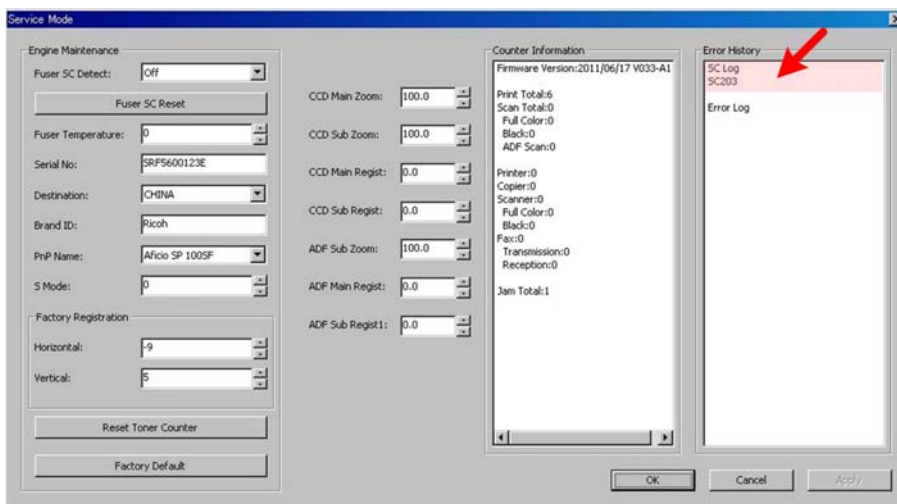 Service Mode
Engine Maintenance
Fuser SC Detect: Off
Fuser SC Reset
Fuser Temperature: 0
Serial No: SRF5600123E
Destination: CHINA
Brand ID: Ricoh
PnP Name: Aficio SP 100SF
S Mode: 0
Factory Registration
Horizontal: -9
Vertical: 5
Reset Toner Counter
Factory Default
CCD Main Zoom: 100.0
CCD Sub Zoom: 100.0
CCD Main Regist: 0.0
CCD Sub Regist: 0.0
ADF Sub Zoom: 100.0
ADF Main Regist: 0.0
ADF Sub Regist1: 0.0
Counter Information
Firmware Version:2011/06/17 V033-A1
Print Total:6
Scan Total:0
Full Color:0
Black:0
ADF Scan:0
Printer:0
Copier:0
Scanner:0
Full Color:0
Black:0
Fax:0
Transmission:0
Reception:0
Jam Total:1
Error History
SC Log
SC203
Error Log
OK
Cancel
Apply